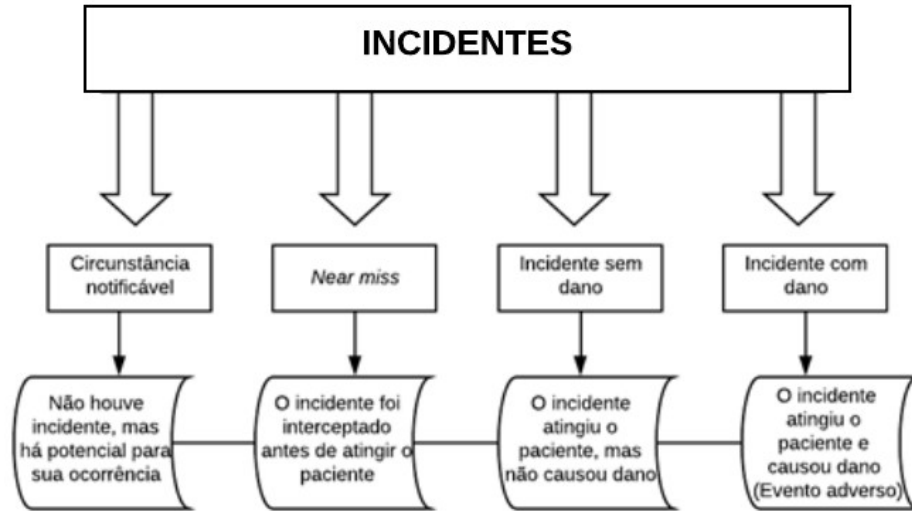 INCIDENTES
Circunstância
notificável
Near miss
Incidente sem
dano
Incidente com
dano
Não houve
incidente, mas
há potencial para
sua ocorrência
O incidente foi
interceptado
antes de atingir o
paciente
O incidente
atingiu o
paciente, mas
não causou dano
O incidente
atingiu o
paciente e
causou dano
(Evento adverso)